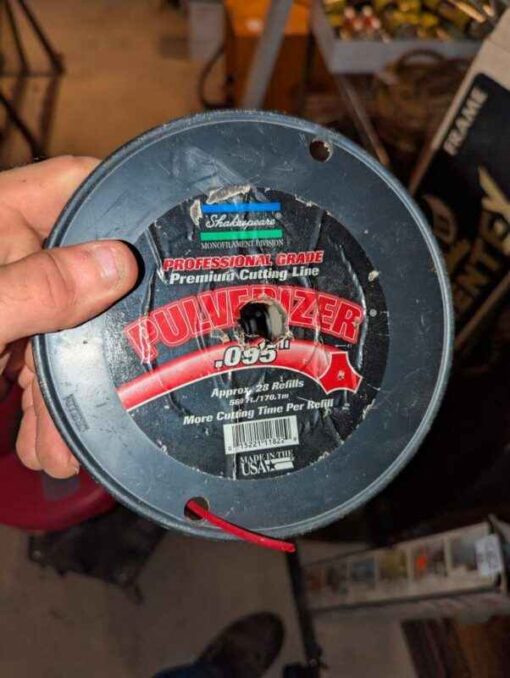 Shakespeare
MONOFILAMENT DIVISION
PROFESSIONAL GRADE
Premium Cutting Line
PULVERIZER
.095"
Approx. 28 Refills
More Cutting Time Per Refill
MADE IN THE
USA
FRAME